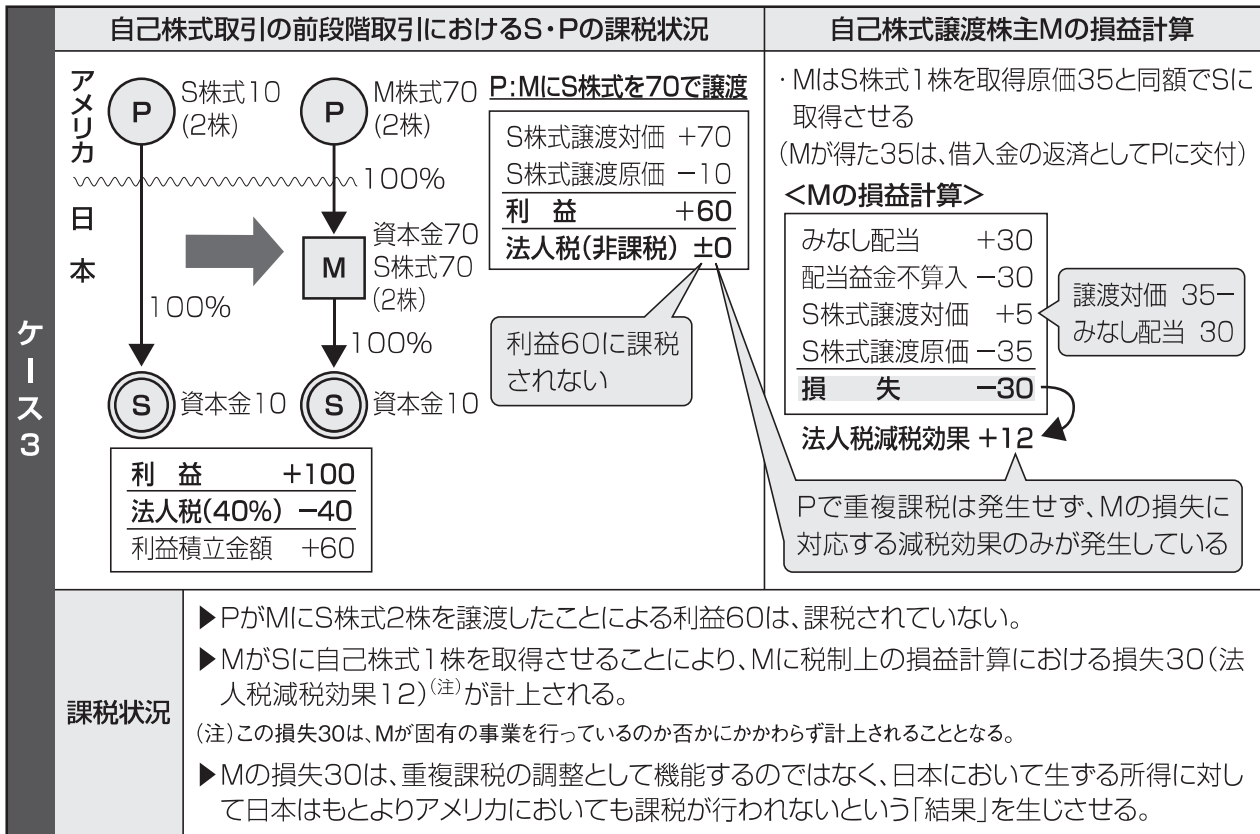 ケース3
自己株式取引の前段階取引におけるS・Pの課税状況
アメリカ
日本
P
S株式10
(2株)
100%
S
資本金10
P
M株式70
(2株)
100%
M
資本金70
S株式70
(2株)
100%
S
資本金10
利 益 +100
法人税(40%) −40
利益積立金額 +60
P:MにS株式を70で譲渡
S株式譲渡対価 +70
S株式譲渡原価 −10
利 益 +60
法人税(非課税) ±0
利益60に課税
されない
自己株式譲渡株主Mの損益計算
・MはS株式1株を取得原価35と同額でSに
取得させる
(Mが得た35は、借入金の返済としてPに交付)
<Mの損益計算>
みなし配当 +30
配当益金不算入 −30
S株式譲渡対価 +5
S株式譲渡原価 −35
損 失 −30
法人税減税効果 +12
譲渡対価 35−
みなし配当 30
Pで重複課税は発生せず、Mの損失に
対応する減税効果のみが発生している
課税状況
▶PがMにS株式2株を譲渡したことによる利益60は、課税されていない。
▶MがSに自己株式1株を取得させることにより、Mに税制上の損益計算における損失30(法
人税減税効果12)(注)が計上される。
(注)この損失30は、Mが固有の事業を行っているのか否かにかかわらず計上されることとなる。
▶Mの損失30は、重複課税の調整として機能するのではなく、日本において生ずる所得に対し
て日本はもとよりアメリカにおいても課税が行われないという「結果」を生じさせる。